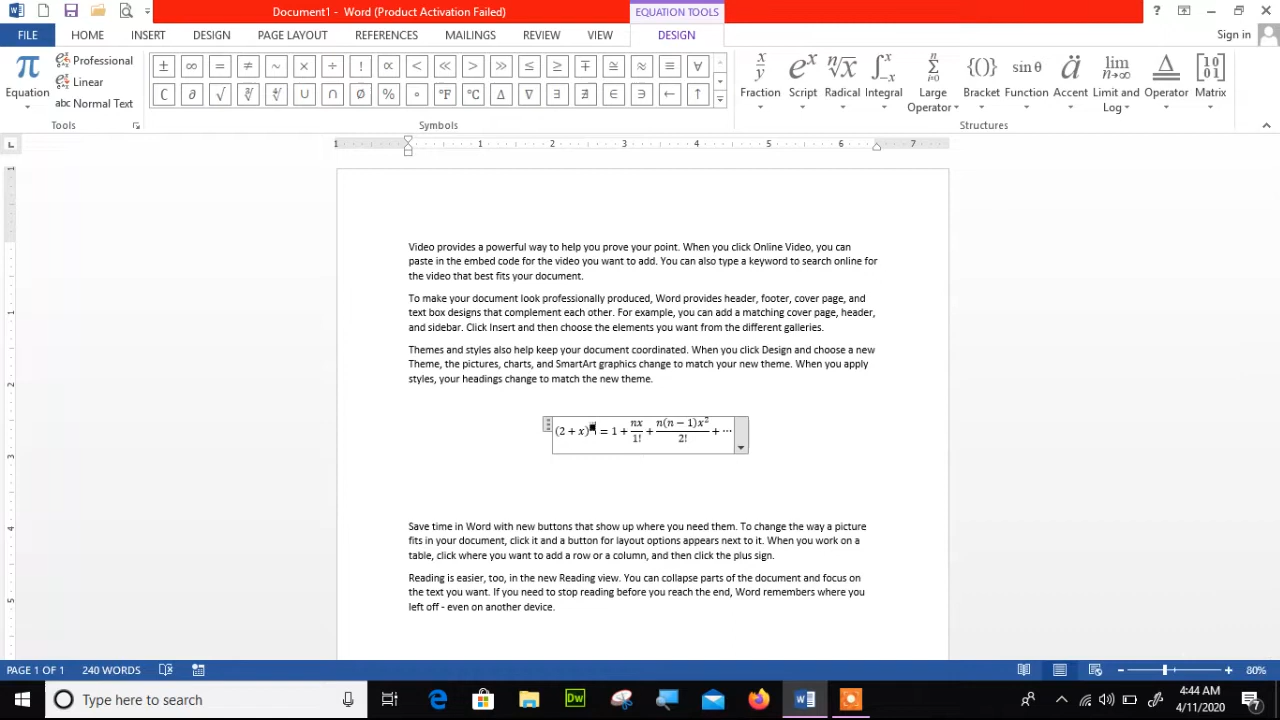 Document1 - Word (Product Activation Failed)
EQUATION TOOLS
?
FILE HOME INSERT DESIGN PAGE LAYOUT REFERENCES MAILINGS REVIEW VIEW DESIGN Sign in
π Equation
Professional
Linear
abc Normal Text
± ∞ = ≠ ~ × ÷ ! ∝ < ≪ > ≫ ≤ ≥ ∓ ≅ ≈ ≡ ∀
∁ ∂ √ ∛ ∜ ∪ ∩ ∅ % ° °F °C ∆ ∇ ∃ ∄ ∈ ∋ ← ↑
x/y Fraction
eˣ Script
ⁿ√x Radical
∫ Integral
Large Operator
{()} Bracket
sin θ Function
ä Accent
lim n→∞ Limit and Log
Operator
Matrix
Tools Symbols Structures
1 1 2 3 4 5 6 7
Video provides a powerful way to help you prove your point. When you click Online Video, you can
paste in the embed code for the video you want to add. You can also type a keyword to search online for
the video that best fits your document.
To make your document look professionally produced, Word provides header, footer, cover page, and
text box designs that complement each other. For example, you can add a matching cover page, header,
and sidebar. Click Insert and then choose the elements you want from the different galleries.
Themes and styles also help keep your document coordinated. When you click Design and choose a new
Theme, the pictures, charts, and SmartArt graphics change to match your new theme. When you apply
styles, your headings change to match the new theme.
(2 + x) = 1 + nx/1! + n(n − 1)x²/2! + ⋯
Save time in Word with new buttons that show up where you need them. To change the way a picture
fits in your document, click it and a button for layout options appears next to it. When you work on a
table, click where you want to add a row or a column, and then click the plus sign.
Reading is easier, too, in the new Reading view. You can collapse parts of the document and focus on
the text you want. If you need to stop reading before you reach the end, Word remembers where you
left off - even on another device.
PAGE 1 OF 1 240 WORDS 80%
Type here to search
Dw
4:44 AM
4/11/2020
7